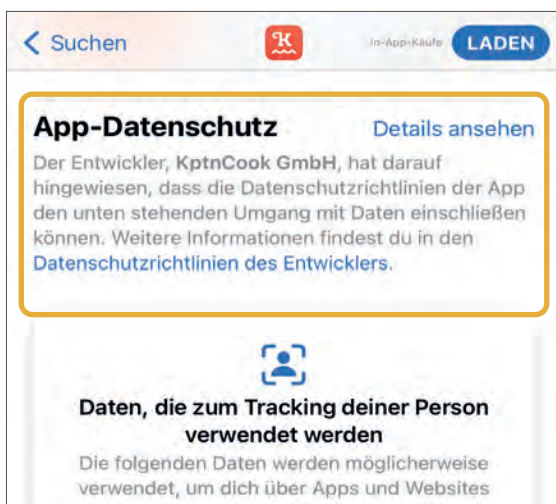 Suchen
K
In-App-Käufe
LADEN
App-Datenschutz
Details ansehen
Der Entwickler, KptnCook GmbH, hat darauf
hingewiesen, dass die Datenschutzrichtlinien der App
den unten stehenden Umgang mit Daten einschließen
können. Weitere Informationen findest du in den
Datenschutzrichtlinien des Entwicklers.
Daten, die zum Tracking deiner Person
verwendet werden
Die folgenden Daten werden möglicherweise
verwendet, um dich über Apps und Websites